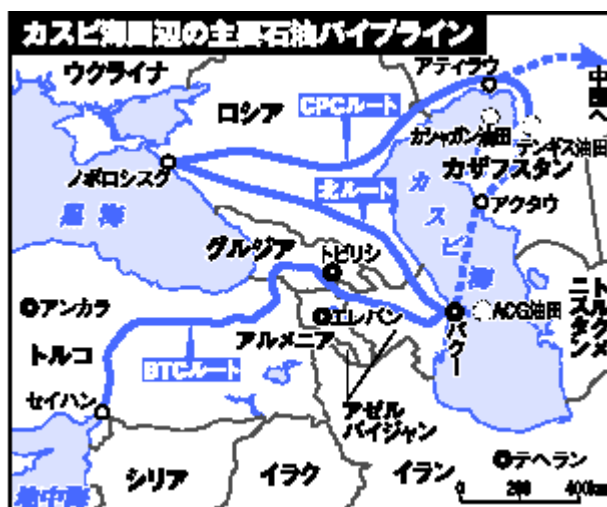 カスピ海周辺の主要石油パイプライン
ウクライナ
ロシア
アティラウ
中国へ
CPCルート
カシャガン油田
テンギス油田
カザフスタン
ノボロシスク
北ルート
カスピ海
アクタウ
黒海
グルジア
トビリシ
アンカラ
エレバン
バクー
ACG油田
トルクメニスタン
トルコ
アルメニア
BTCルート
アゼルバイジャン
セイハン
シリア
イラク
イラン
テヘラン
地中海
0 200 400km